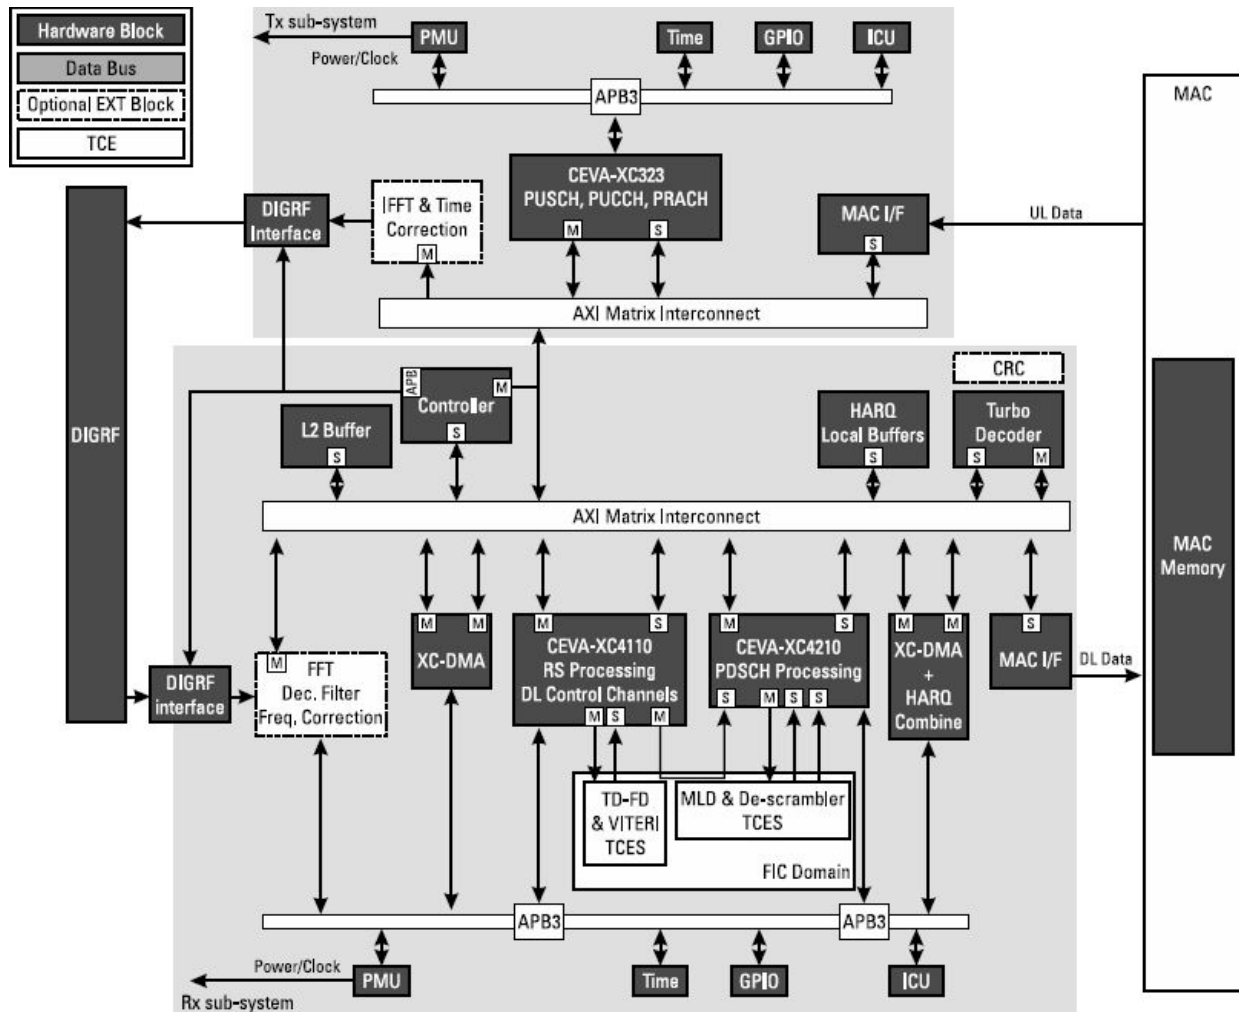 Hardware Block
Data Bus
Optional EXT Block
TCE
Tx sub-system
Power/Clock
PMU
Time
GPIO
ICU
APB3
MAC
CEVA-XC323
PUSCH, PUCCH, PRACH
M
S
DIGRF
Interface
IFFT & Time
Correction
M
MAC I/F
S
UL Data
AXI Matrix Interconnect
DIGRF
APB
M
Controller
S
L2 Buffer
S
HARQ
Local Buffers
S
CRC
Turbo
Decoder
S
M
AXI Matrix Interconnect
MAC
Memory
DIGRF
interface
M
FFT
Dec. Filter
Freq. Correction
M
M
XC-DMA
M
S
CEVA-XC4110
RS Processing
DL Control Channels
M
S
M
M
S
CEVA-XC4210
PDSCH Processing
S
M
S
S
M
M
XC-DMA
+
HARQ
Combine
S
MAC I/F
DL Data
TD-FD
& VITERI
TCES
MLD & De-scrambler
TCES
FIC Domain
APB3
APB3
Power/Clock
Rx sub-system
PMU
Time
GPIO
ICU